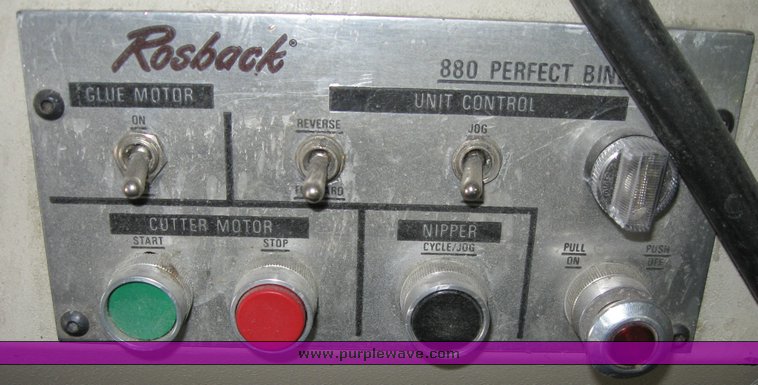 Rosback®
880 PERFECT
GLUE MOTOR
UNIT CONTROL
ON
REVERSE
JOG
CUTTER MOTOR
NIPPER
START
STOP
CYCLE/JOG
PULL
ON
PUSH
OFF
www.purplewave.com